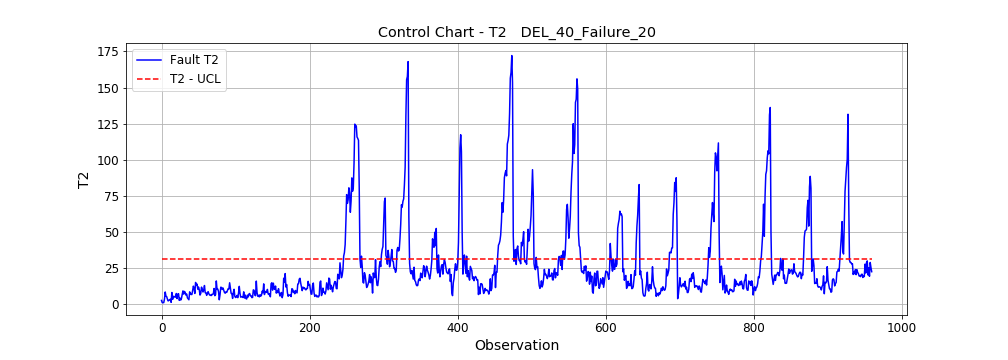 Control Chart - T2   DEL_40_Failure_20
Fault T2
T2 - UCL
T2
175
150
125
100
75
50
25
0
0 200 400 600 800 1000
Observation